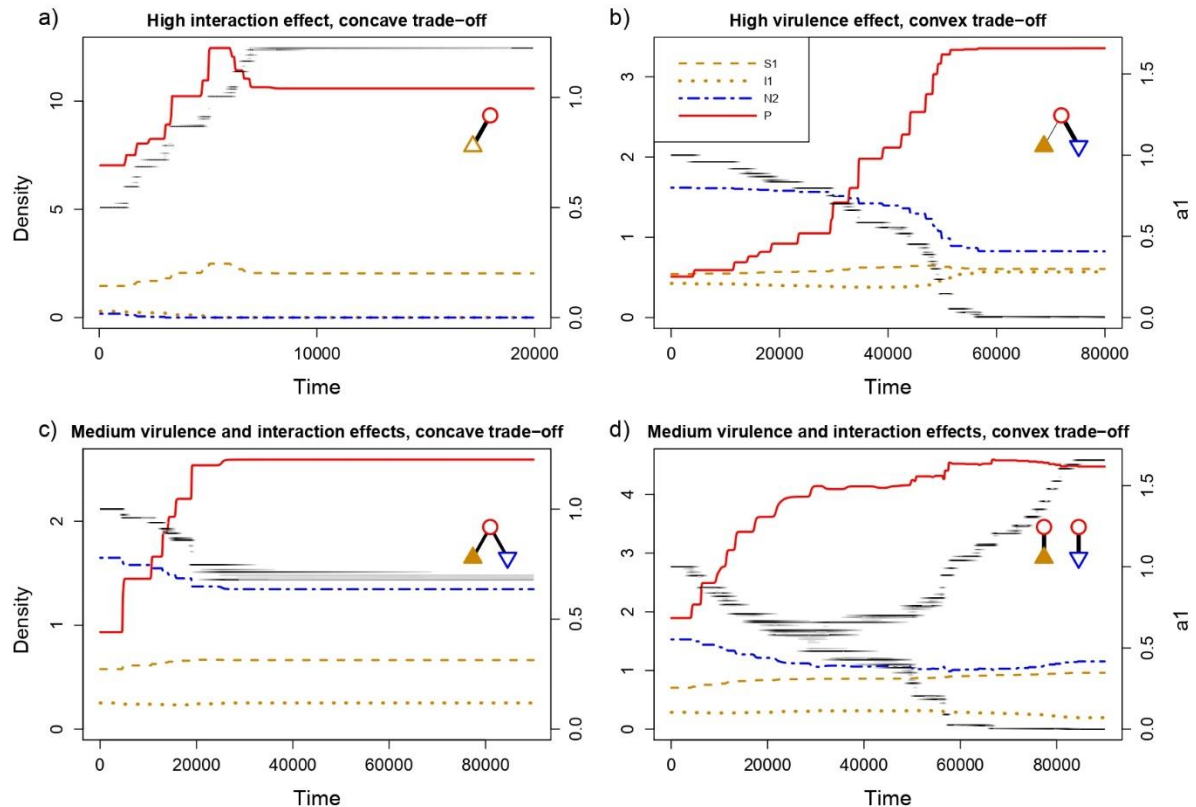 a) High interaction effect, concave trade-off
Density
0 5 10
0.0 0.5 1.0
a1
0 10000 20000
Time
b) High virulence effect, convex trade-off
S1
I1
N2
P
0 1 2 3
0.0 0.5 1.0 1.5
a1
0 20000 40000 60000 80000
Time
c) Medium virulence and interaction effects, concave trade-off
Density
0 1 2
0.0 0.5 1.0
0 20000 40000 60000 80000
Time
d) Medium virulence and interaction effects, convex trade-off
0 1 2 3 4
0.0 0.5 1.0 1.5
a1
0 20000 40000 60000 80000
Time